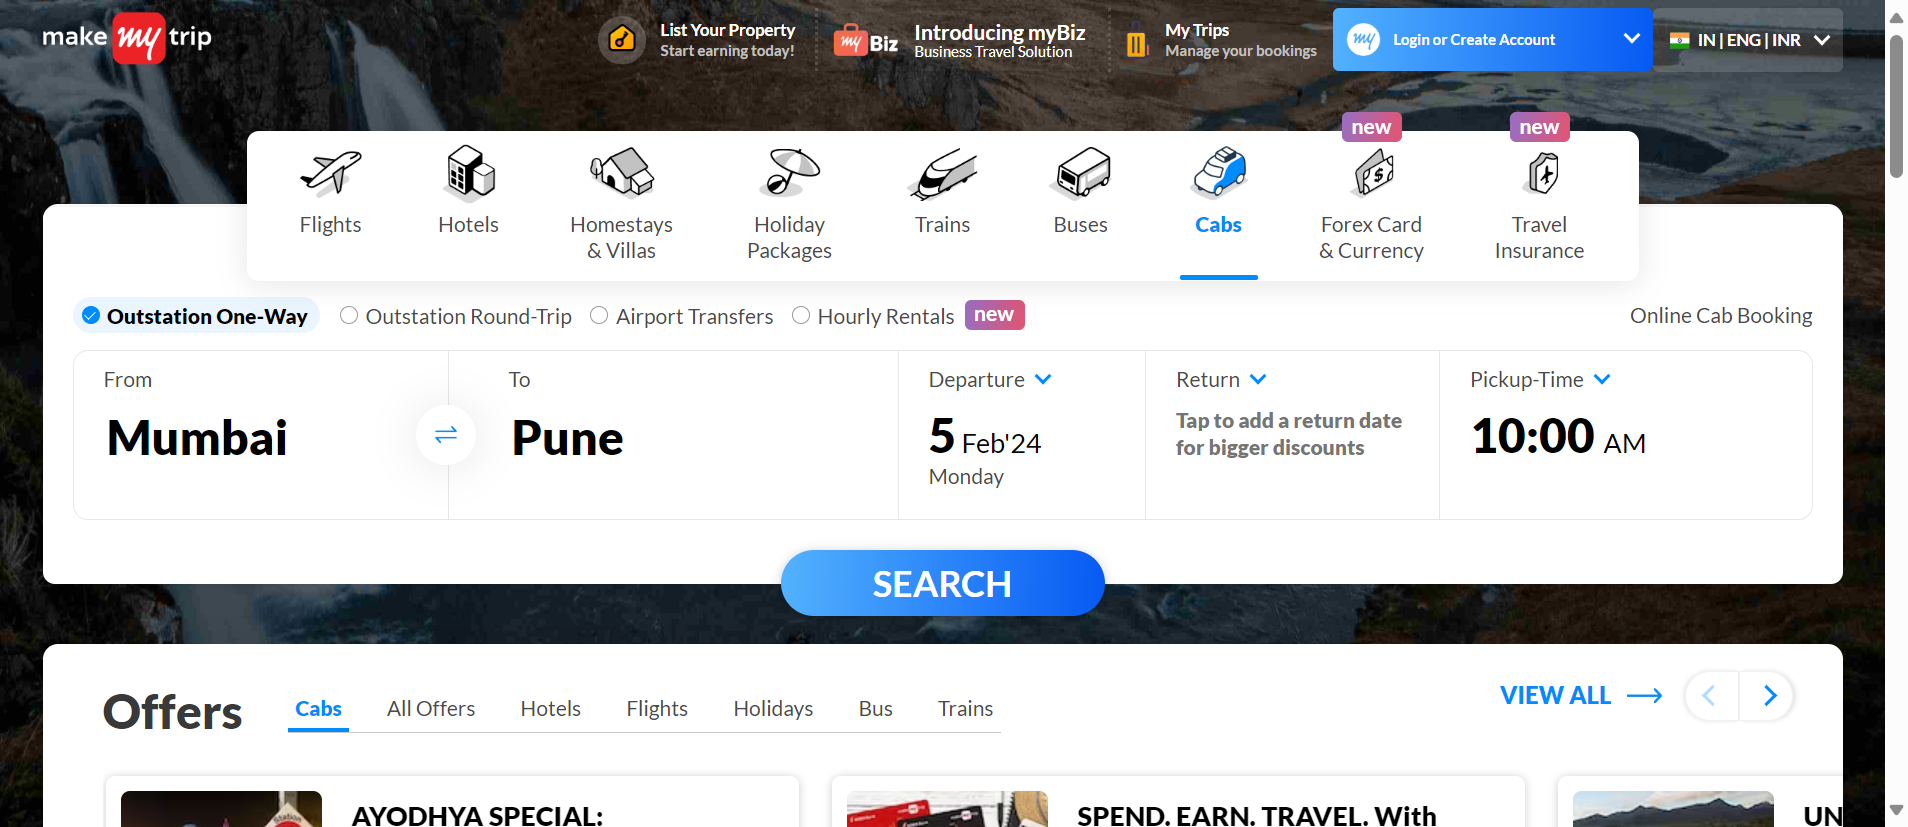 make my trip
List Your Property
Start earning today!
my Biz
Introducing myBiz
Business Travel Solution
My Trips
Manage your bookings
my
Login or Create Account
IN | ENG | INR
new
new
Flights
Hotels
Homestays
& Villas
Holiday
Packages
Trains
Buses
Cabs
Forex Card
& Currency
Travel
Insurance
Outstation One-Way
Outstation Round-Trip
Airport Transfers
Hourly Rentals
new
Online Cab Booking
From
Mumbai
To
Pune
Departure
5 Feb'24
Monday
Return
Tap to add a return date
for bigger discounts
Pickup-Time
10:00 AM
SEARCH
Offers
Cabs
All Offers
Hotels
Flights
Holidays
Bus
Trains
VIEW ALL
AYODHYA SPECIAL:
SPEND. EARN. TRAVEL. With
UN